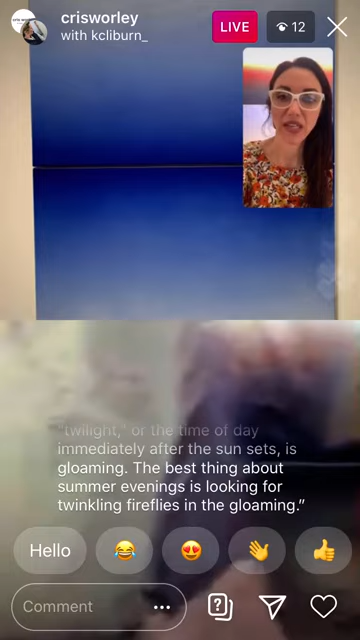 crisworley
with kcliburn_
LIVE
12
"twilight," or the time of day
immediately after the sun sets, is
gloaming. The best thing about
summer evenings is looking for
twinkling fireflies in the gloaming."
Hello
Comment